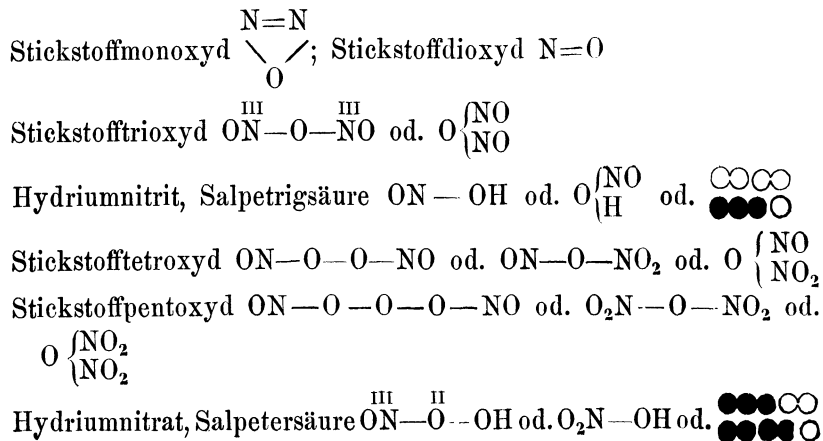 N=N
Stickstoffmonoxyd \ /; Stickstoffdioxyd N=O
O
III III
Stickstofftrioxyd ON—O—NO od. O{NO
{NO
Hydriumnitrit, Salpetrigsäure ON — OH od. O{NO od.
{H
Stickstofftetroxyd ON—O—O—NO od. ON—O—NO₂ od. O {NO
{NO₂
Stickstoffpentoxyd ON—O—O—O—NO od. O₂N—O—NO₂ od.
O {NO₂
{NO₂
III II
Hydriumnitrat, Salpetersäure ON—O—OH od. O₂N—OH od.